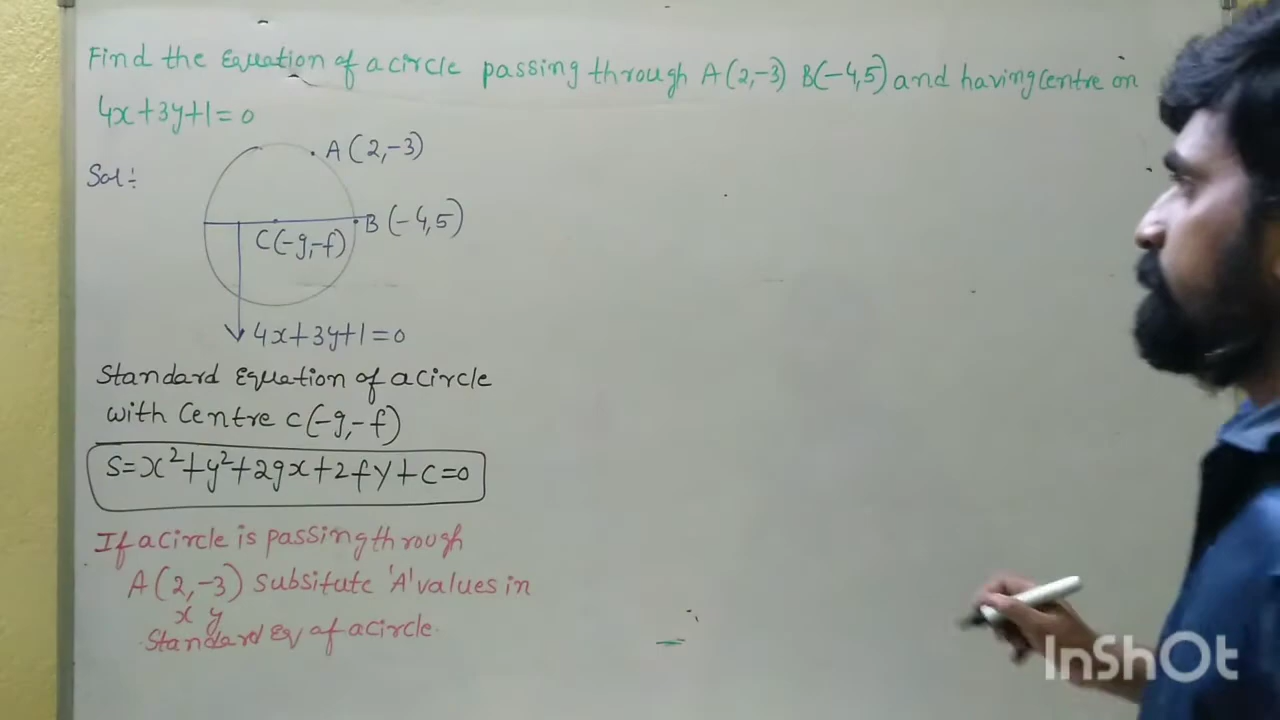 Find the Equation of a circle passing through A(2,-3) B(-4,5) and having Centre on
4x+3y+1=0
Sol:-
A(2,-3)
B(-4,5)
C(-g,-f)
4x+3y+1=0
Standard Equation of a circle
with Centre C(-g,-f)
S=x²+y²+2gx+2fy+c=0
If a circle is passing through
A(2,-3) subsitute 'A' values in
x y
Standard Eq of a circle.
InShOt